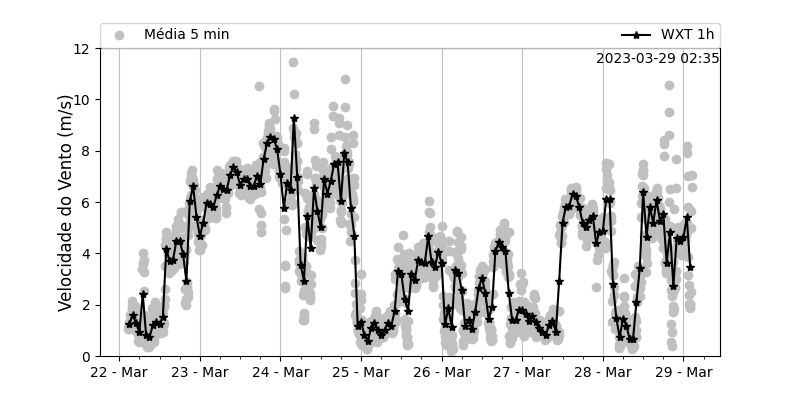 Média 5 min
WXT 1h
2023-03-29 02:35
Velocidade do Vento (m/s)
12
10
8
6
4
2
0
22 - Mar
23 - Mar
24 - Mar
25 - Mar
26 - Mar
27 - Mar
28 - Mar
29 - Mar